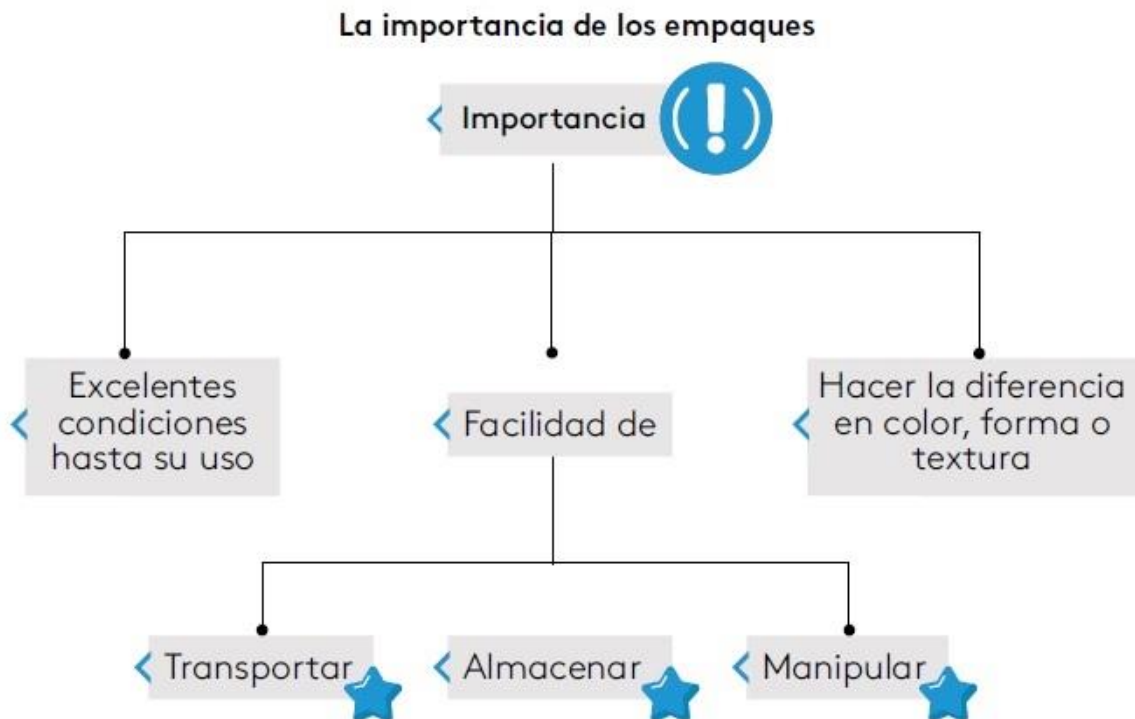 La importancia de los empaques
Importancia
Excelentes
condiciones
hasta su uso
Facilidad de
Hacer la diferencia
en color, forma o
textura
Transportar
Almacenar
Manipular